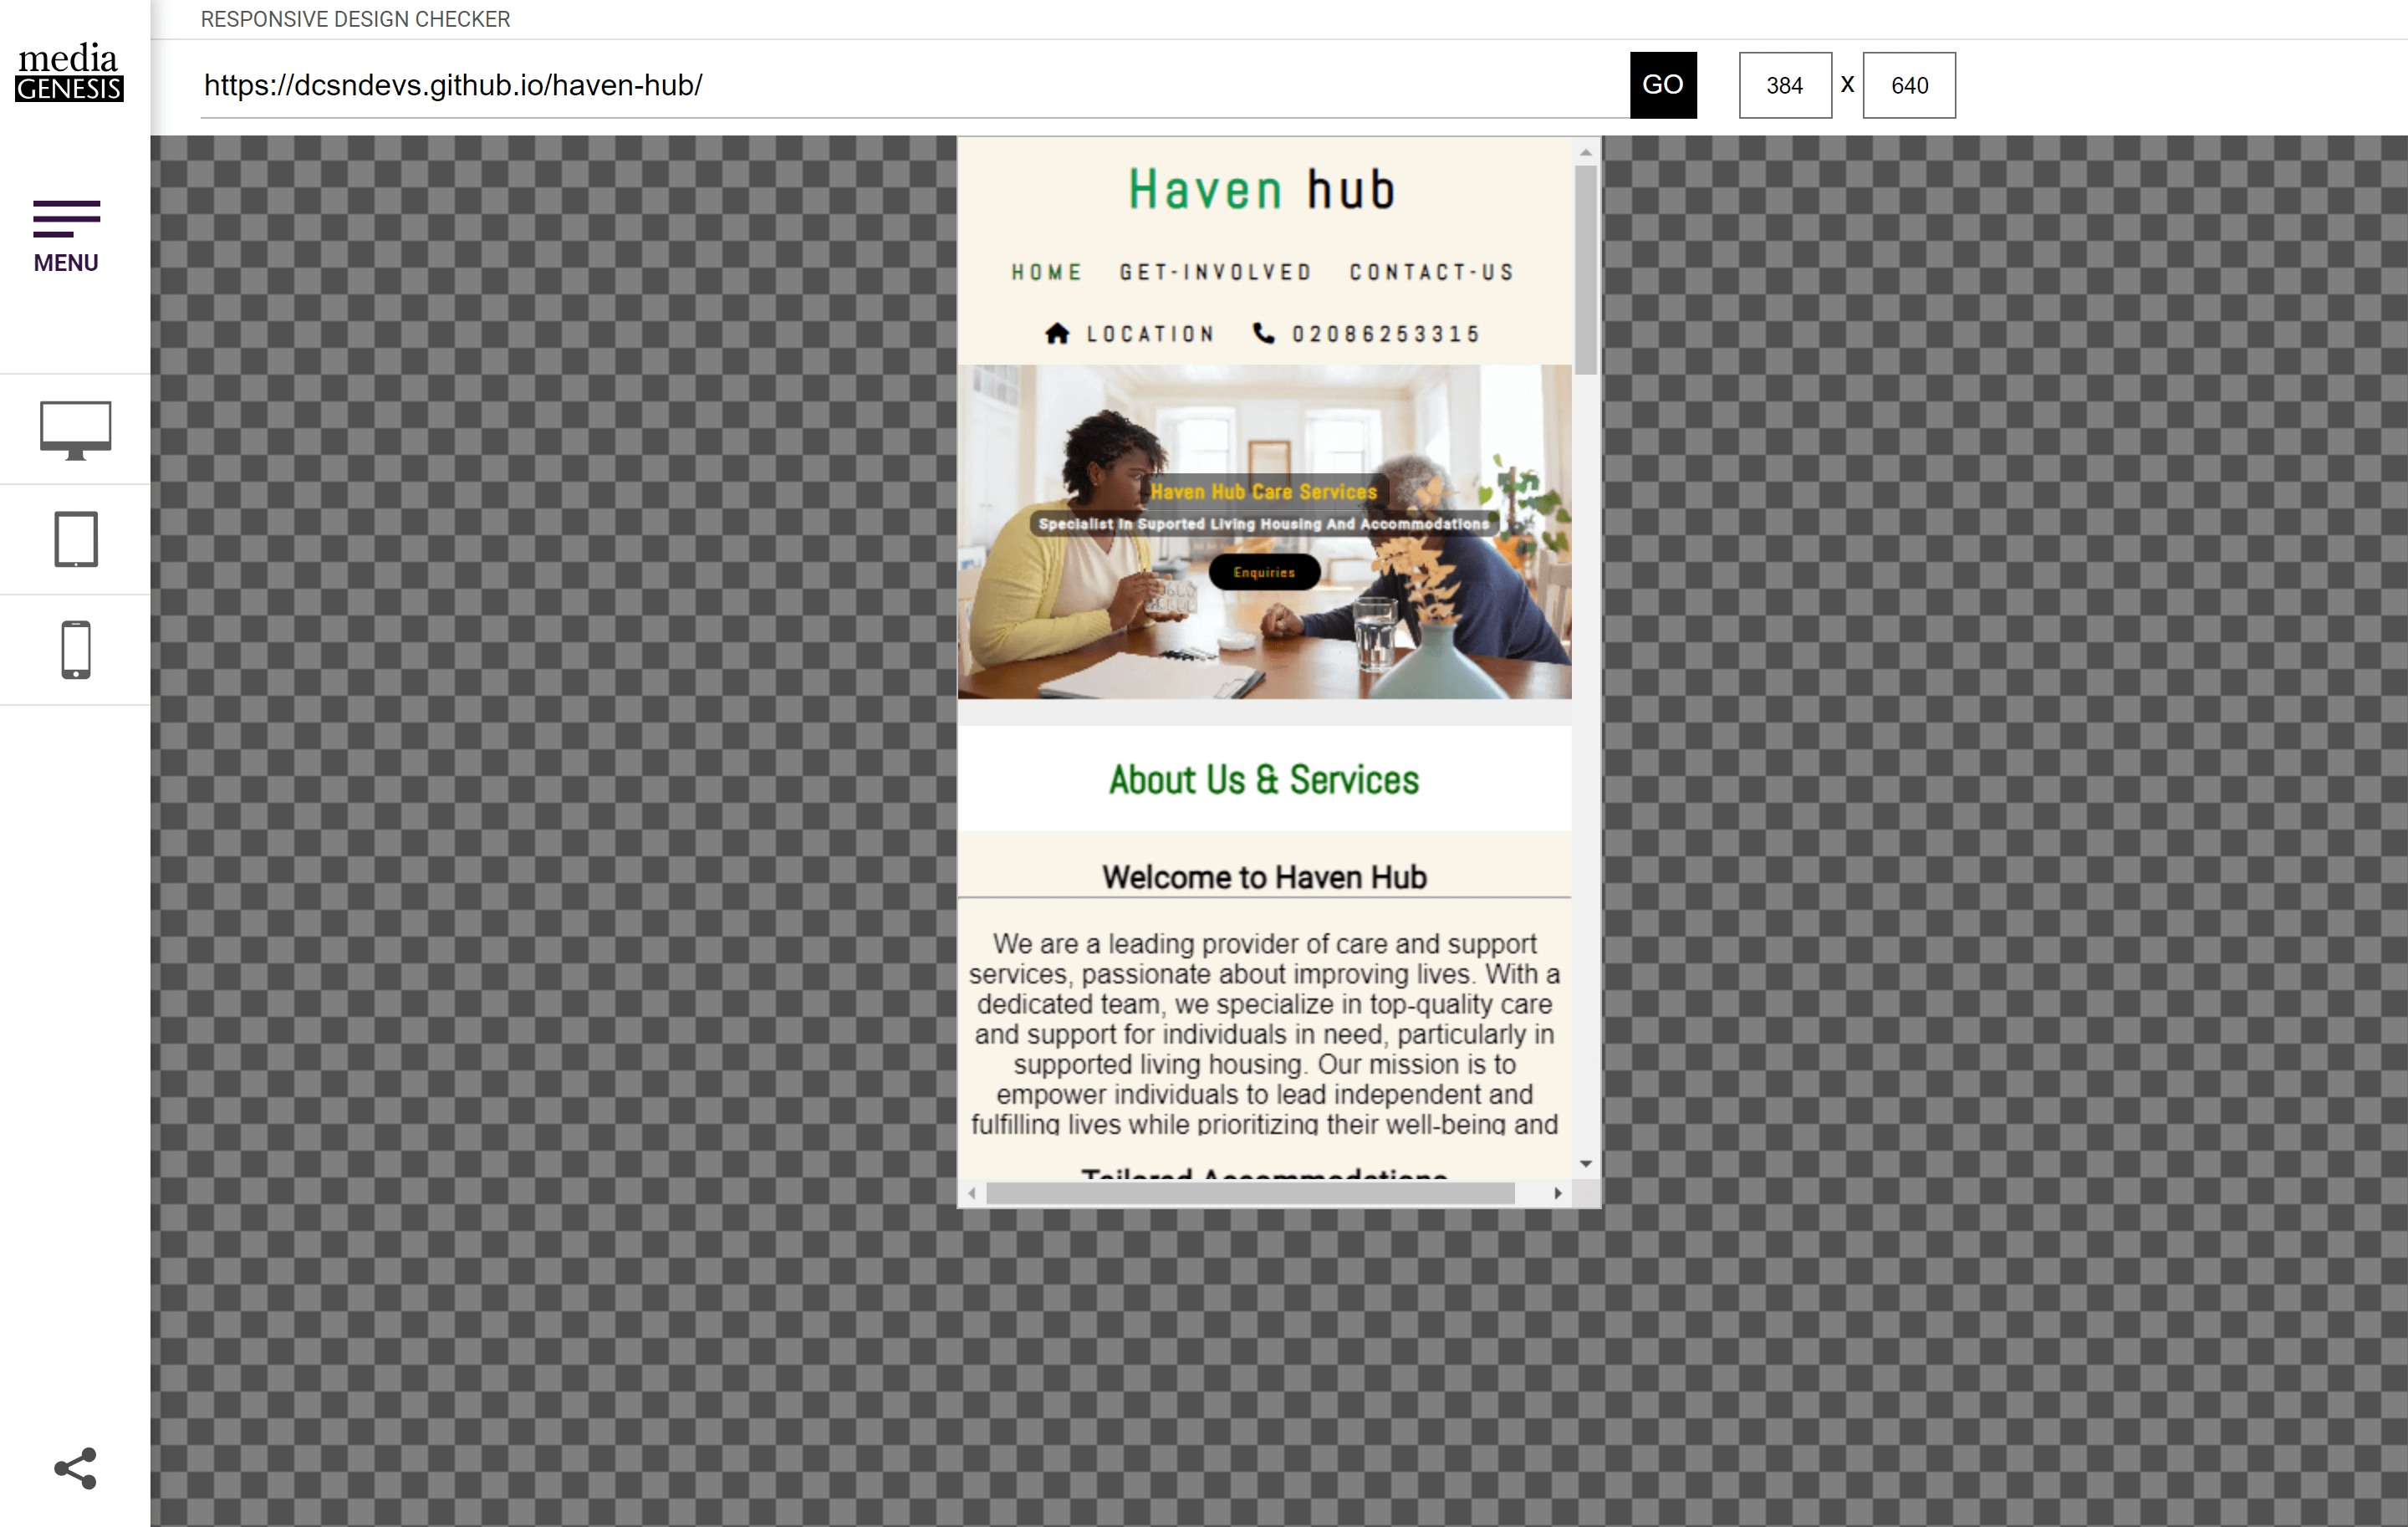 RESPONSIVE DESIGN CHECKER
media
GENESIS
https://dcsndevs.github.io/haven-hub/
GO
384 x 640
MENU
Haven hub
HOME GET-INVOLVED CONTACT-US
LOCATION 02086253315
Haven Hub Care Services
Specialist In Suported Living Housing And Accommodations
Enquiries
About Us & Services
Welcome to Haven Hub
We are a leading provider of care and support
services, passionate about improving lives. With a
dedicated team, we specialize in top-quality care
and support for individuals in need, particularly in
supported living housing. Our mission is to
empower individuals to lead independent and
fulfilling lives while prioritizing their well-being and
Tailored Accommodations